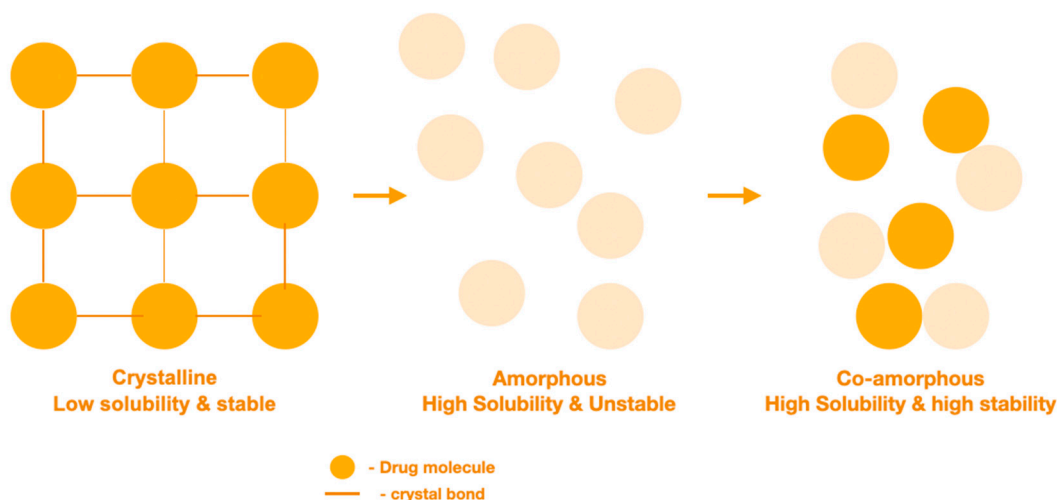 Crystalline
Low solubility & stable
Amorphous
High Solubility & Unstable
Co-amorphous
High Solubility & high stability
- Drug molecule
- crystal bond